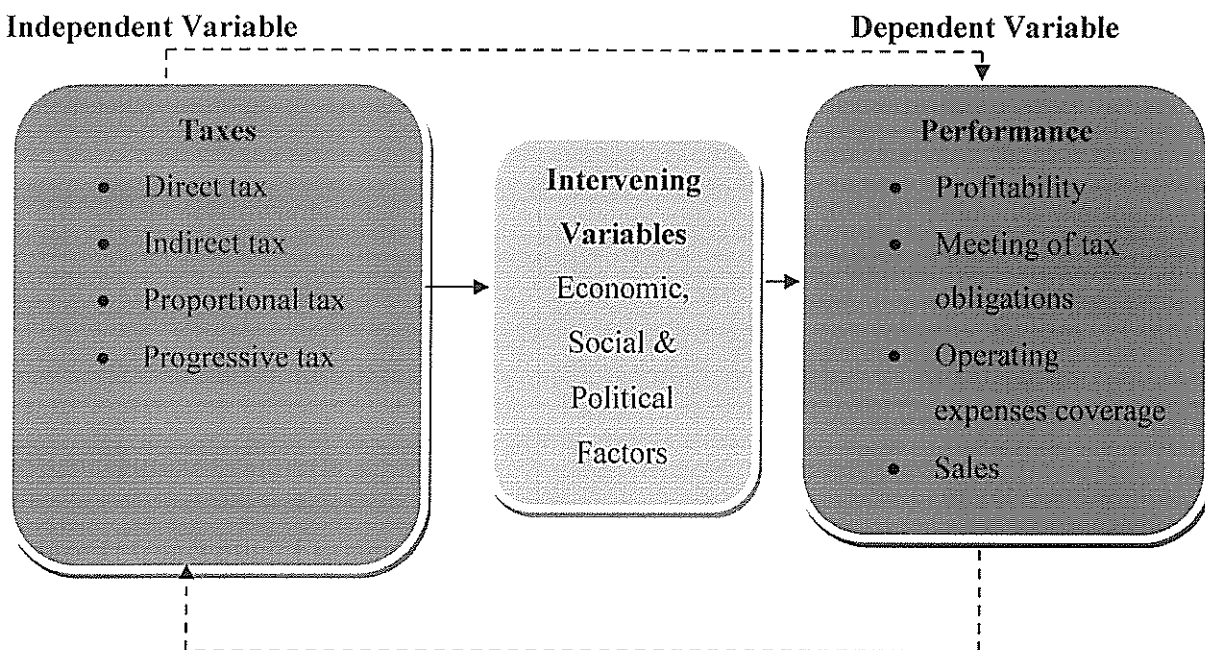 Independent Variable
Dependent Variable
Taxes
• Direct tax
• Indirect tax
• Proportional tax
• Progressive tax
Intervening
Variables
Economic,
Social &
Political
Factors
Performance
• Profitability
• Meeting of tax
obligations
• Operating
expenses coverage
• Sales